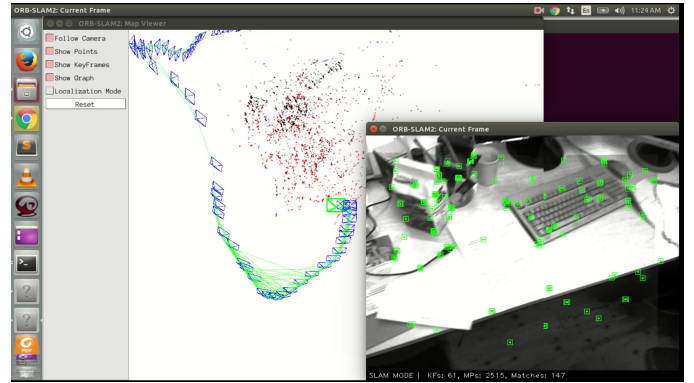 ORB-SLAM2: Current Frame
En
11:24 AM
ORB-SLAM2: Map Viewer
Follow Camera
Show Points
Show KeyFrames
Show Graph
Localization Mode
Reset
ORB-SLAM2: Current Frame
SLAM MODE | KFs: 61, MPs: 2515, Matches: 147